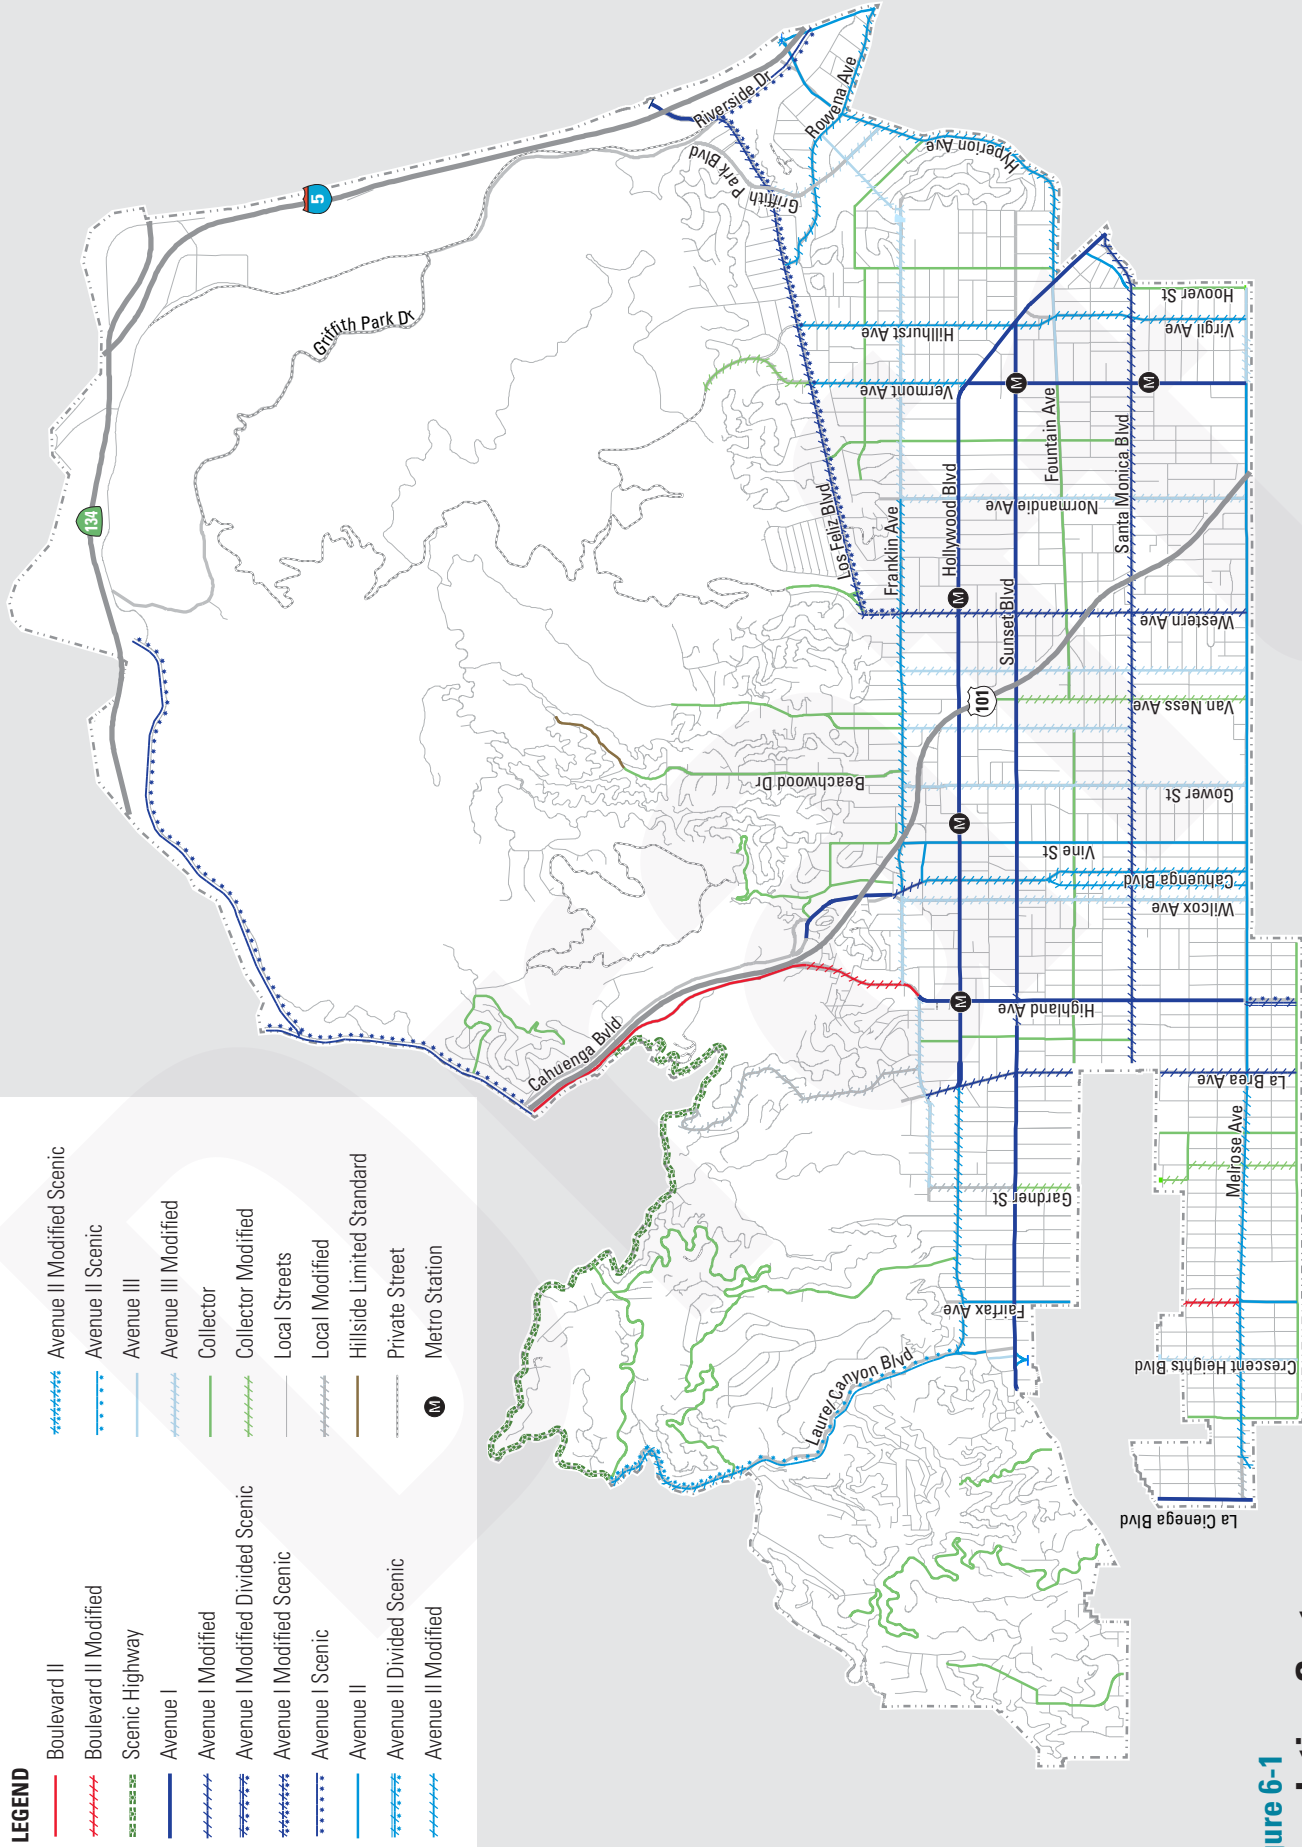 LEGEND
Boulevard II
Boulevard II Modified
Scenic Highway
Avenue I
Avenue I Modified
Avenue I Modified Divided Scenic
Avenue I Modified Scenic
Avenue I Scenic
Avenue II
Avenue II Divided Scenic
Avenue II Modified
Avenue II Modified Scenic
Avenue II Scenic
Avenue III
Avenue III Modified
Collector
Collector Modified
Local Streets
Local Modified
Hillside Limited Standard
Private Street
M Metro Station
134
5
101
Griffith Park Dr
Riverside Dr
Griffith Park Blvd
Rowena Ave
Hyperion Ave
Los Feliz Blvd
Franklin Ave
Hollywood Blvd
Sunset Blvd
Fountain Ave
Santa Monica Blvd
Melrose Ave
Hoover St
Virgil Ave
Hillhurst Ave
Vermont Ave
Normandie Ave
Western Ave
Van Ness Ave
Beachwood Dr
Gower St
Vine St
Cahuenga Blvd
Wilcox Ave
Highland Ave
Cahuenga Bvld
La Brea Ave
Gardner St
Fairfax Ave
Laurel Canyon Blvd
Crescent Heights Blvd
La Cienega Blvd
M
M
M
M
M
ure 6-1